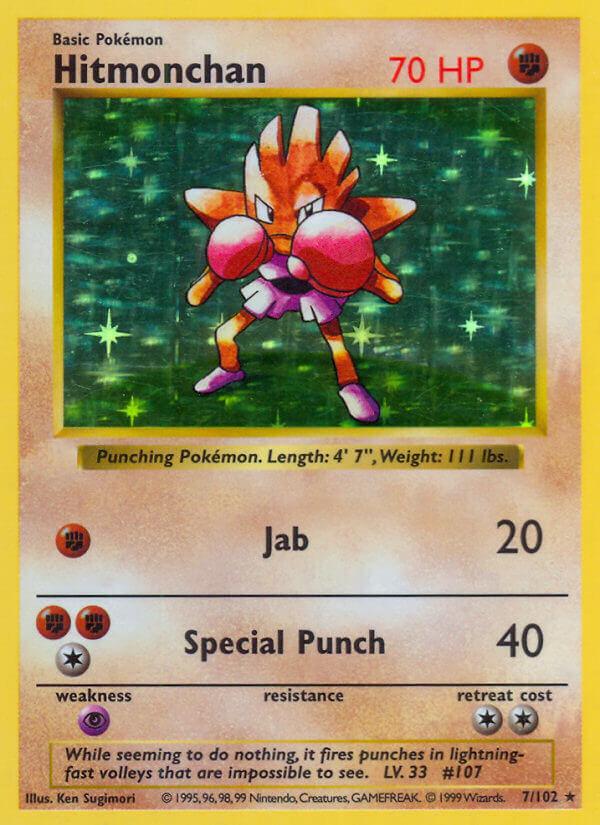 Basic Pokémon
Hitmonchan 70 HP
Punching Pokémon. Length: 4' 7", Weight: 111 lbs.
Jab 20
Special Punch 40
weakness resistance retreat cost
While seeming to do nothing, it fires punches in lightning-
fast volleys that are impossible to see. LV. 33 #107
Illus. Ken Sugimori © 1995, 96, 98, 99 Nintendo, Creatures, GAMEFREAK. © 1999 Wizards. 7/102 ★